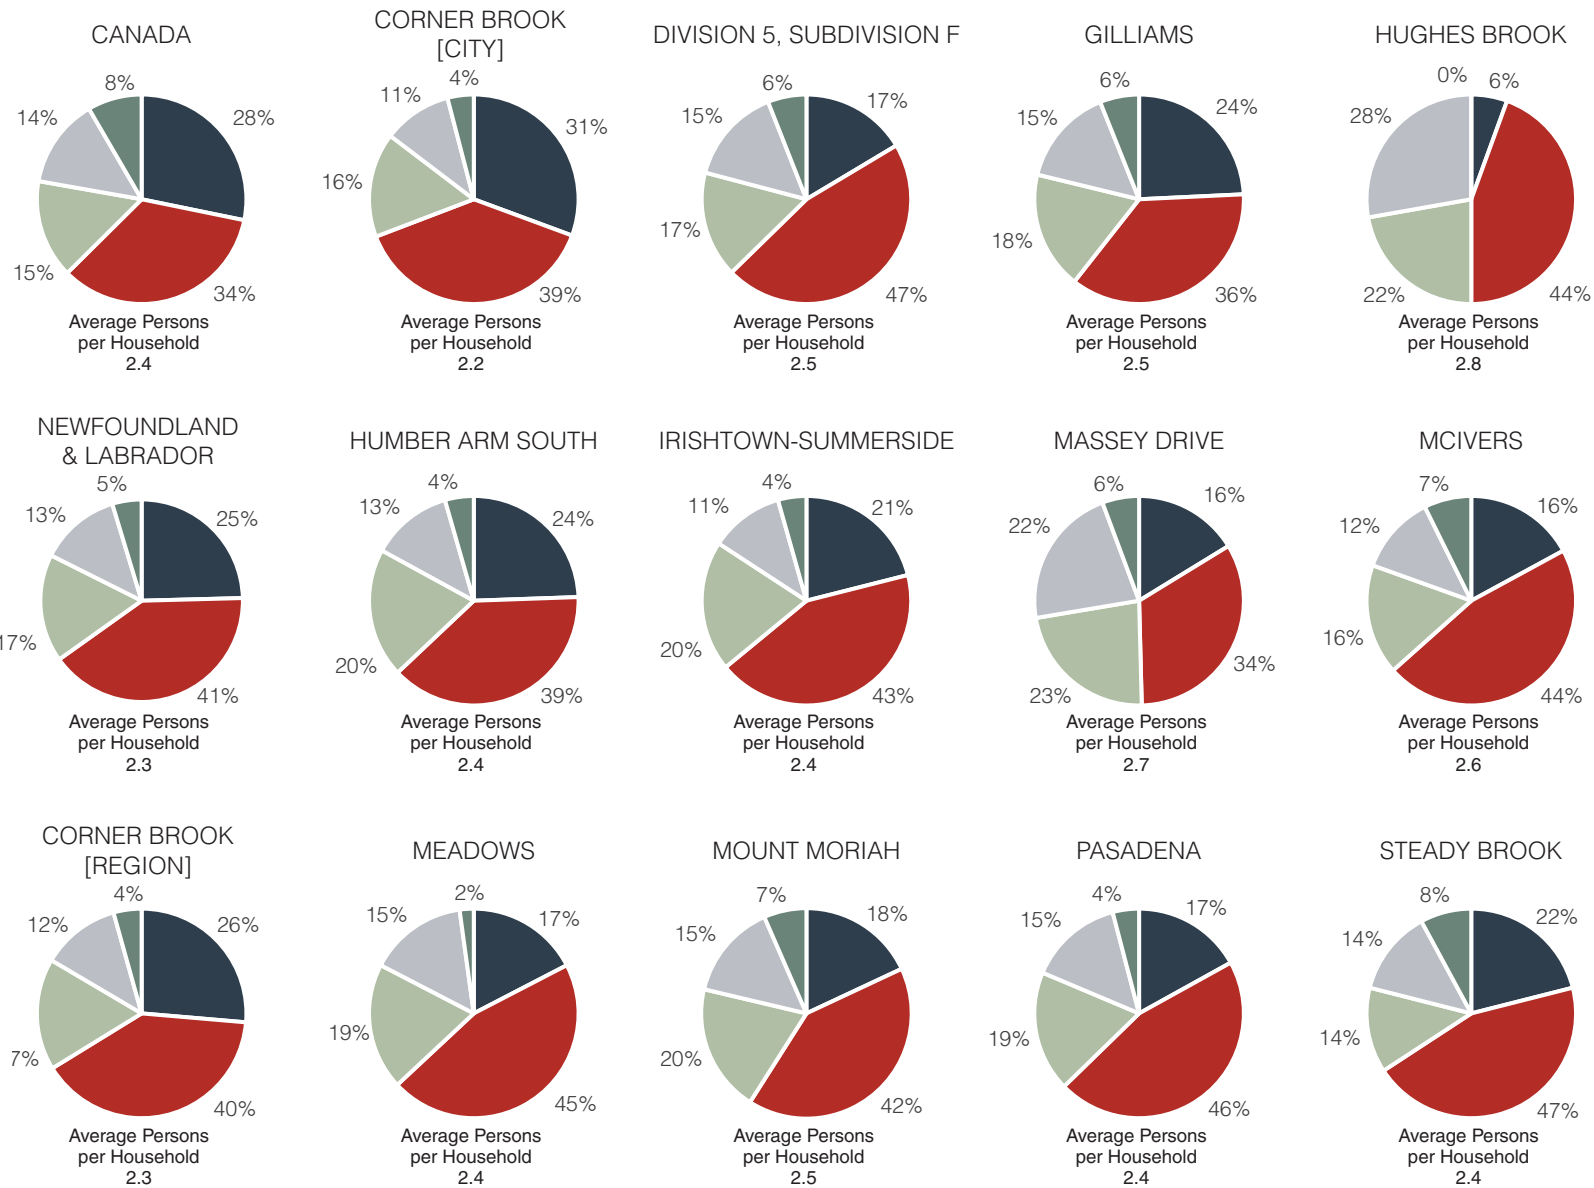 CANADA
8%
28%
14%
15%
34%
Average Persons
per Household
2.4
CORNER BROOK
[CITY]
4%
11%
31%
16%
39%
Average Persons
per Household
2.2
DIVISION 5, SUBDIVISION F
6%
17%
15%
17%
47%
Average Persons
per Household
2.5
GILLIAMS
6%
24%
15%
18%
36%
Average Persons
per Household
2.5
HUGHES BROOK
0%
6%
28%
22%
44%
Average Persons
per Household
2.8
NEWFOUNDLAND
& LABRADOR
5%
13%
25%
17%
41%
Average Persons
per Household
2.3
HUMBER ARM SOUTH
4%
13%
24%
20%
39%
Average Persons
per Household
2.4
IRISHTOWN-SUMMERSIDE
4%
11%
21%
20%
43%
Average Persons
per Household
2.4
MASSEY DRIVE
6%
16%
22%
34%
23%
Average Persons
per Household
2.7
MCIVERS
7%
16%
12%
16%
44%
Average Persons
per Household
2.6
CORNER BROOK
[REGION]
4%
12%
26%
7%
40%
Average Persons
per Household
2.3
MEADOWS
2%
15%
17%
19%
45%
Average Persons
per Household
2.4
MOUNT MORIAH
7%
18%
15%
20%
42%
Average Persons
per Household
2.5
PASADENA
4%
17%
15%
19%
46%
Average Persons
per Household
2.4
STEADY BROOK
8%
22%
14%
14%
47%
Average Persons
per Household
2.4